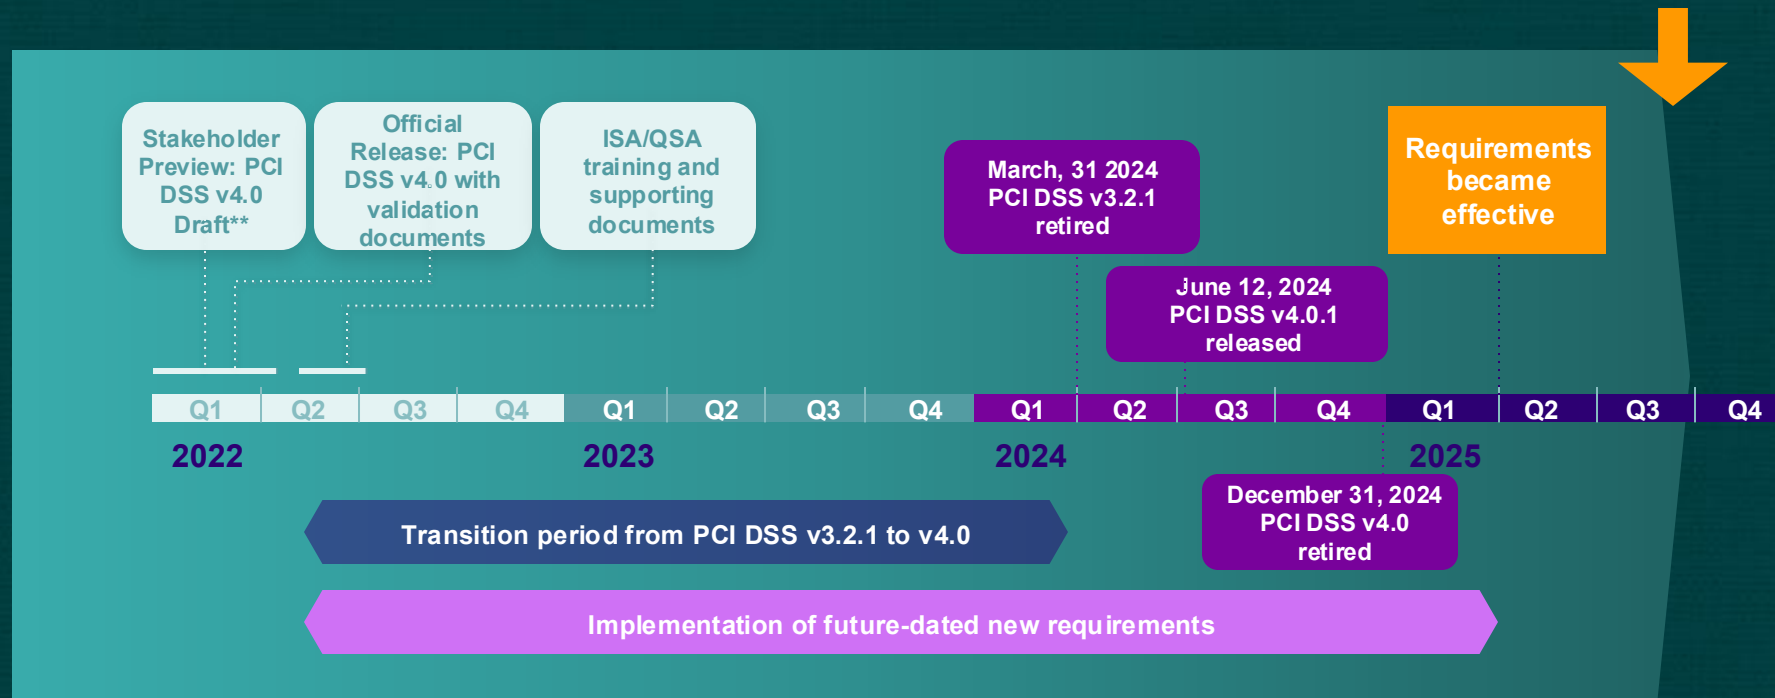 Stakeholder
Preview: PCI
DSS v4.0
Draft**
Official
Release: PCI
DSS v4.0 with
validation
documents
ISA/QSA
training and
supporting
documents
March, 31 2024
PCI DSS v3.2.1
retired
June 12, 2024
PCI DSS v4.0.1
released
Requirements
became
effective
Q1 Q2 Q3 Q4 Q1 Q2 Q3 Q4 Q1 Q2 Q3 Q4 Q1 Q2 Q3 Q4
2022 2023 2024 2025
December 31, 2024
PCI DSS v4.0
retired
Transition period from PCI DSS v3.2.1 to v4.0
Implementation of future-dated new requirements